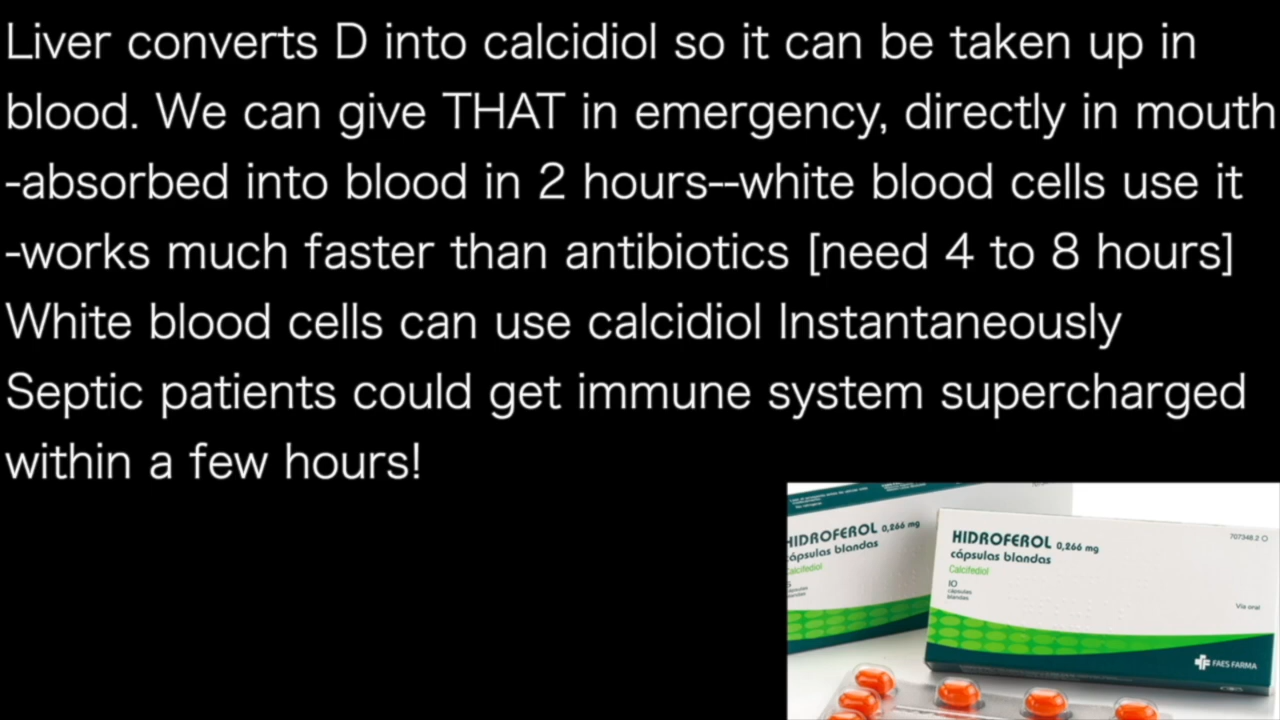 Liver converts D into calcidiol so it can be taken up in
blood. We can give THAT in emergency, directly in mouth
-absorbed into blood in 2 hours--white blood cells use it
-works much faster than antibiotics [need 4 to 8 hours]
White blood cells can use calcidiol Instantaneously
Septic patients could get immune system supercharged
within a few hours!
HIDROFEROL 0,266 mg
cápsulas blandas
Calcifediol
HIDROFEROL 0,266 mg
cápsulas blandas
Calcifediol
10
cápsulas
blandas
707348.2
Vía oral
FAES FARMA